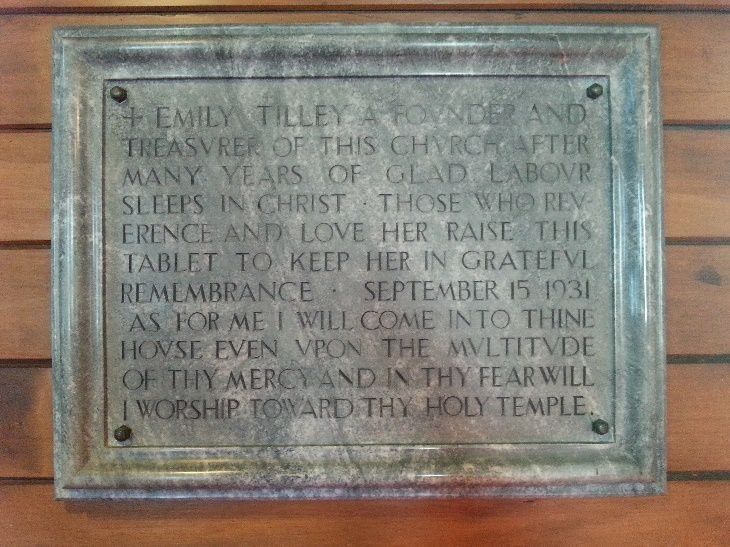 + EMILY TILLEY A FOVNDER AND
TREASVRER OF THIS CHVRCH AFTER
MANY YEARS OF GLAD LABOVR
SLEEPS IN CHRIST · THOSE WHO REV-
ERENCE AND LOVE HER RAISE THIS
TABLET TO KEEP HER IN GRATEFVL
REMEMBRANCE · SEPTEMBER 15 1931
AS FOR ME I WILL COME INTO THINE
HOVSE EVEN VPON THE MVLTITVDE
OF THY MERCY AND IN THY FEAR WILL
I WORSHIP TOWARD THY HOLY TEMPLE.